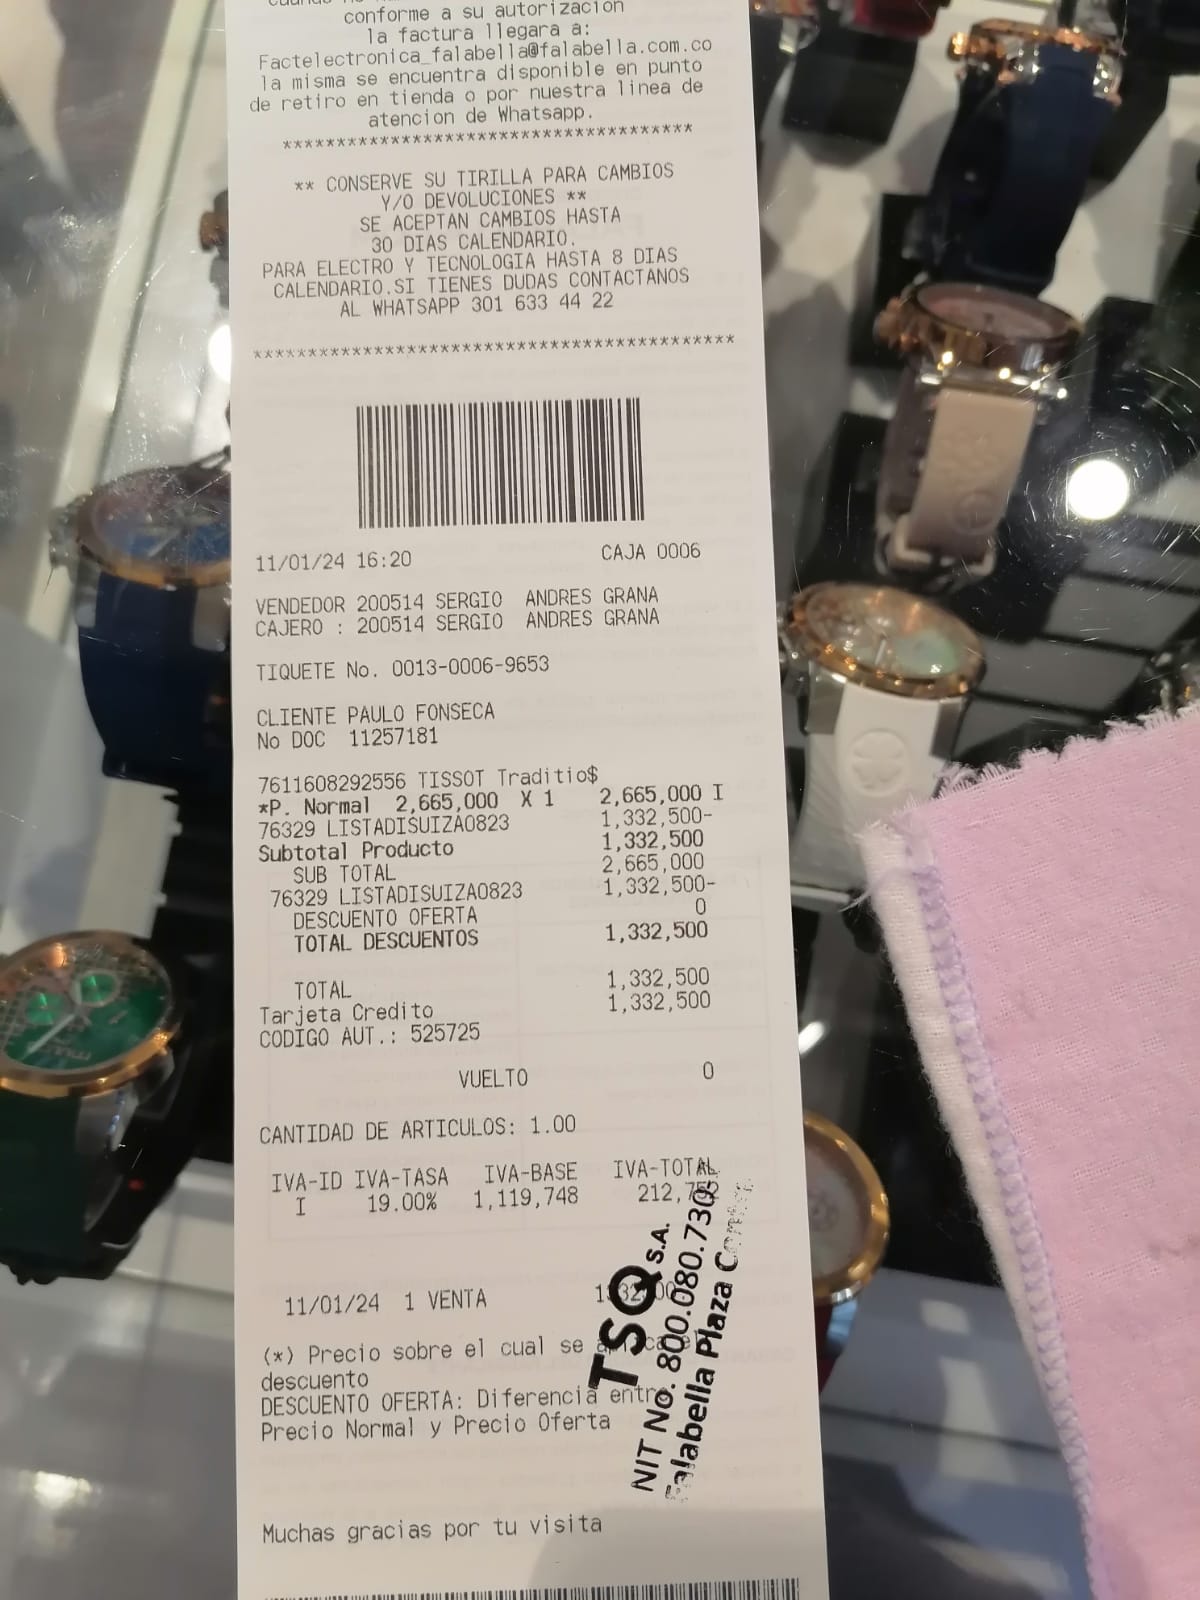 conforme a su autorizacion
la factura llegara a:
Factelectronica_falabella@falabella.com.co
la misma se encuentra disponible en punto
de retiro en tienda o por nuestra linea de
atencion de Whatsapp.
**************************************
** CONSERVE SU TIRILLA PARA CAMBIOS
Y/O DEVOLUCIONES **
SE ACEPTAN CAMBIOS HASTA
30 DIAS CALENDARIO.
PARA ELECTRO Y TECNOLOGIA HASTA 8 DIAS
CALENDARIO.SI TIENES DUDAS CONTACTANOS
AL WHATSAPP 301 633 44 22
********************************************
11/01/24 16:20 CAJA 0006
VENDEDOR 200514 SERGIO ANDRES GRANA
CAJERO : 200514 SERGIO ANDRES GRANA
TIQUETE No. 0013-0006-9653
CLIENTE PAULO FONSECA
No DOC 11257181
7611608292556 TISSOT Traditio$
*P. Normal 2,665,000 X 1 2,665,000 I
76329 LISTADISUIZA0823 1,332,500-
Subtotal Producto 1,332,500
SUB TOTAL 2,665,000
76329 LISTADISUIZA0823 1,332,500-
DESCUENTO OFERTA 0
TOTAL DESCUENTOS 1,332,500
TOTAL 1,332,500
Tarjeta Credito 1,332,500
CODIGO AUT.: 525725
VUELTO 0
CANTIDAD DE ARTICULOS: 1.00
IVA-ID IVA-TASA IVA-BASE IVA-TOTAL
I 19.00% 1,119,748
11/01/24 1 VENTA
(*) Precio sobre el cual se
descuento
DESCUENTO OFERTA: Diferencia entre
Precio Normal y Precio Oferta
TSQ S.A.
NIT No. 800.080.730
Falabella Plaza
Muchas gracias por tu visita